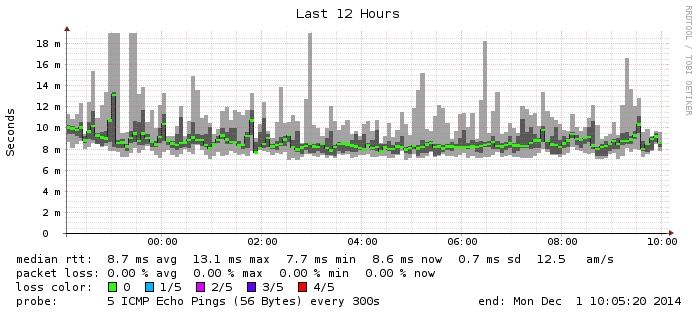 Last 12 Hours
RRDTOOL / TOBI OETIKER
Seconds
18 m
16 m
14 m
12 m
10 m
8 m
6 m
4 m
2 m
0
00:00 02:00 04:00 06:00 08:00 10:00
median rtt: 8.7 ms avg 13.1 ms max 7.7 ms min 8.6 ms now 0.7 ms sd 12.5 am/s
packet loss: 0.00 % avg 0.00 % max 0.00 % min 0.00 % now
loss color: 0 1/5 2/5 3/5 4/5
probe: 5 ICMP Echo Pings (56 Bytes) every 300s end: Mon Dec 1 10:05:20 2014